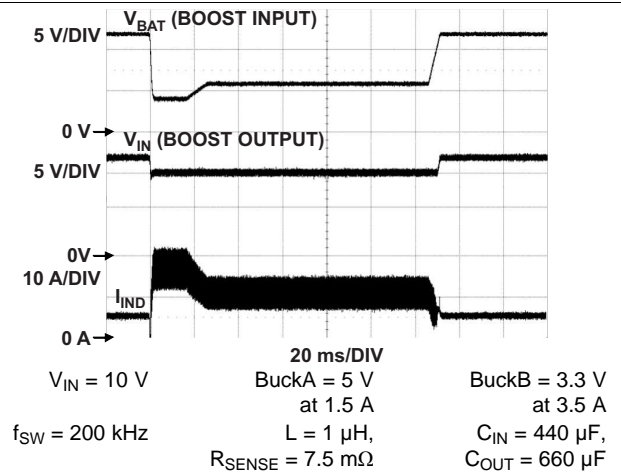 V_BAT (BOOST INPUT)
5 V/DIV
0 V
V_IN (BOOST OUTPUT)
5 V/DIV
0V
10 A/DIV
I_IND
0 A
20 ms/DIV
V_IN = 10 V BuckA = 5 V BuckB = 3.3 V
at 1.5 A at 3.5 A
f_SW = 200 kHz L = 1 µH, C_IN = 440 µF,
R_SENSE = 7.5 mΩ C_OUT = 660 µF